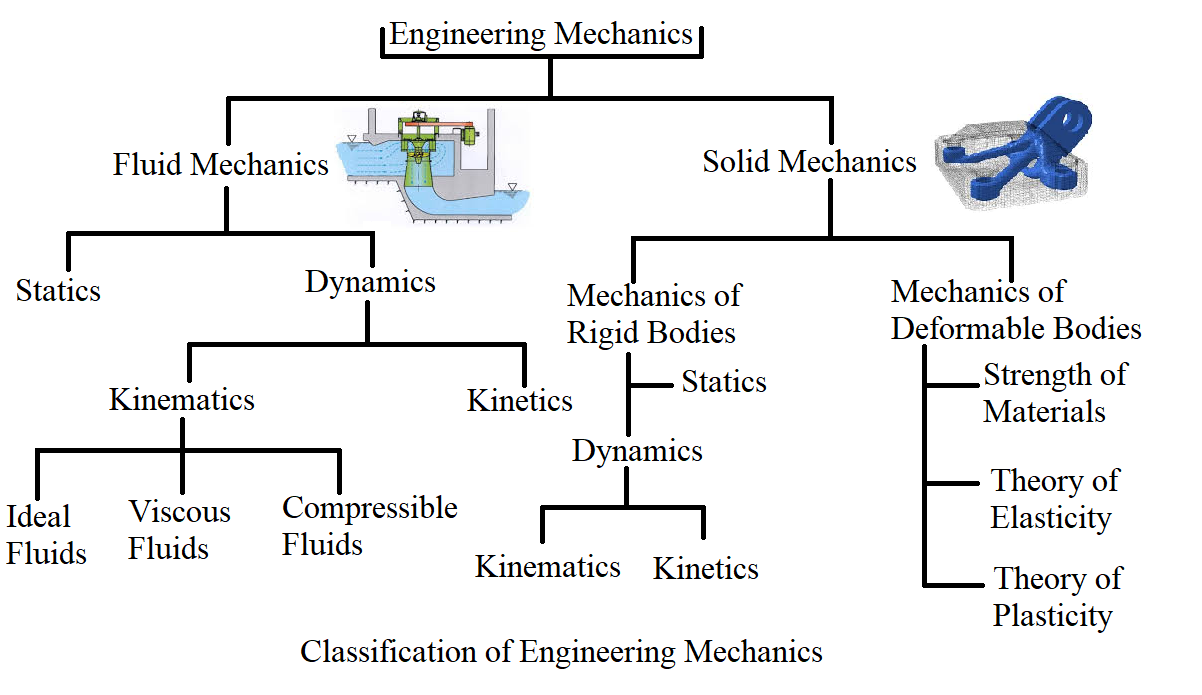 Engineering Mechanics
Fluid Mechanics
Solid Mechanics
Statics
Dynamics
Mechanics of
Rigid Bodies
Mechanics of
Deformable Bodies
Kinematics
Kinetics
Statics
Strength of
Materials
Dynamics
Ideal
Fluids
Viscous
Fluids
Compressible
Fluids
Theory of
Elasticity
Kinematics
Kinetics
Theory of
Plasticity
Classification of Engineering Mechanics